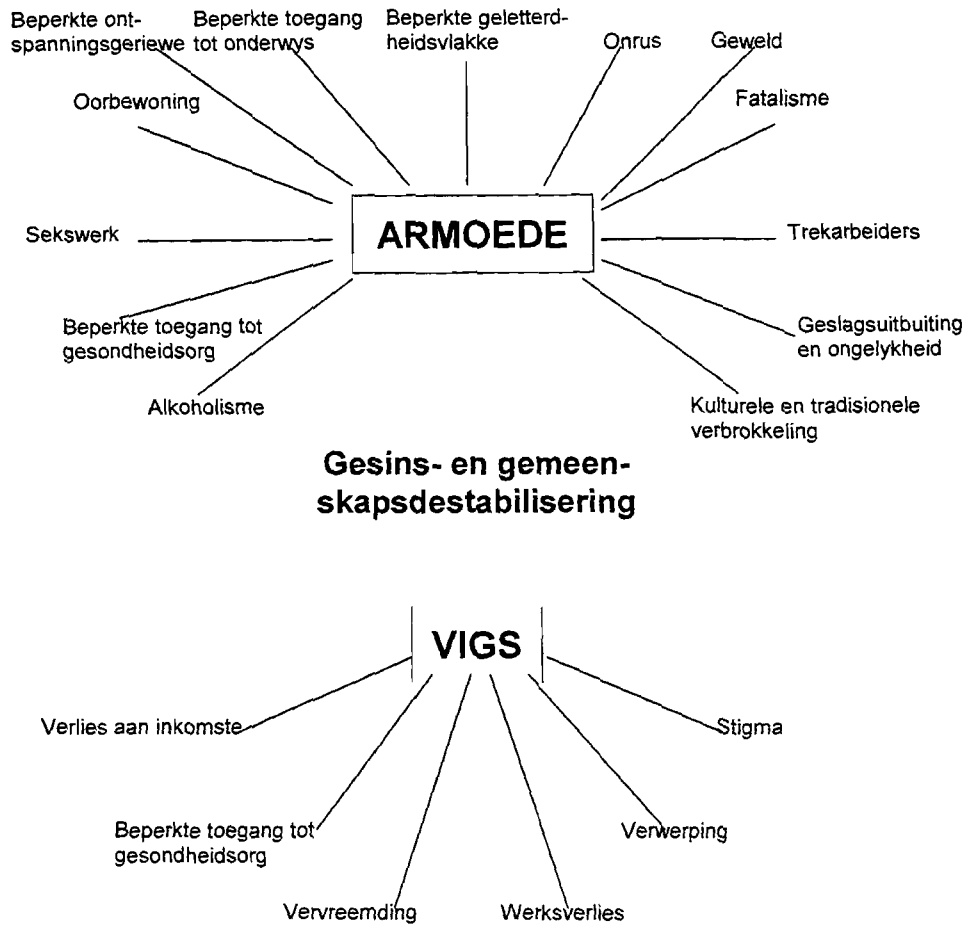 Beperkte ont-
spanningsgeriewe
Beperkte toegang
tot onderwys
Beperkte geletterd-
heidsvlakke
Onrus
Geweld
Oorbewoning
Fatalisme
ARMOEDE
Sekswerk
Trekarbeiders
Beperkte toegang tot
gesondheidsorg
Geslagsuitbuiting
en ongelykheid
Alkoholisme
Kulturele en tradisionele
verbrokkeling
Gesins- en gemeen-
skapsdestabilisering
VIGS
Verlies aan inkomste
Stigma
Beperkte toegang tot
gesondheidsorg
Verwerping
Vervreemding
Werksverlies